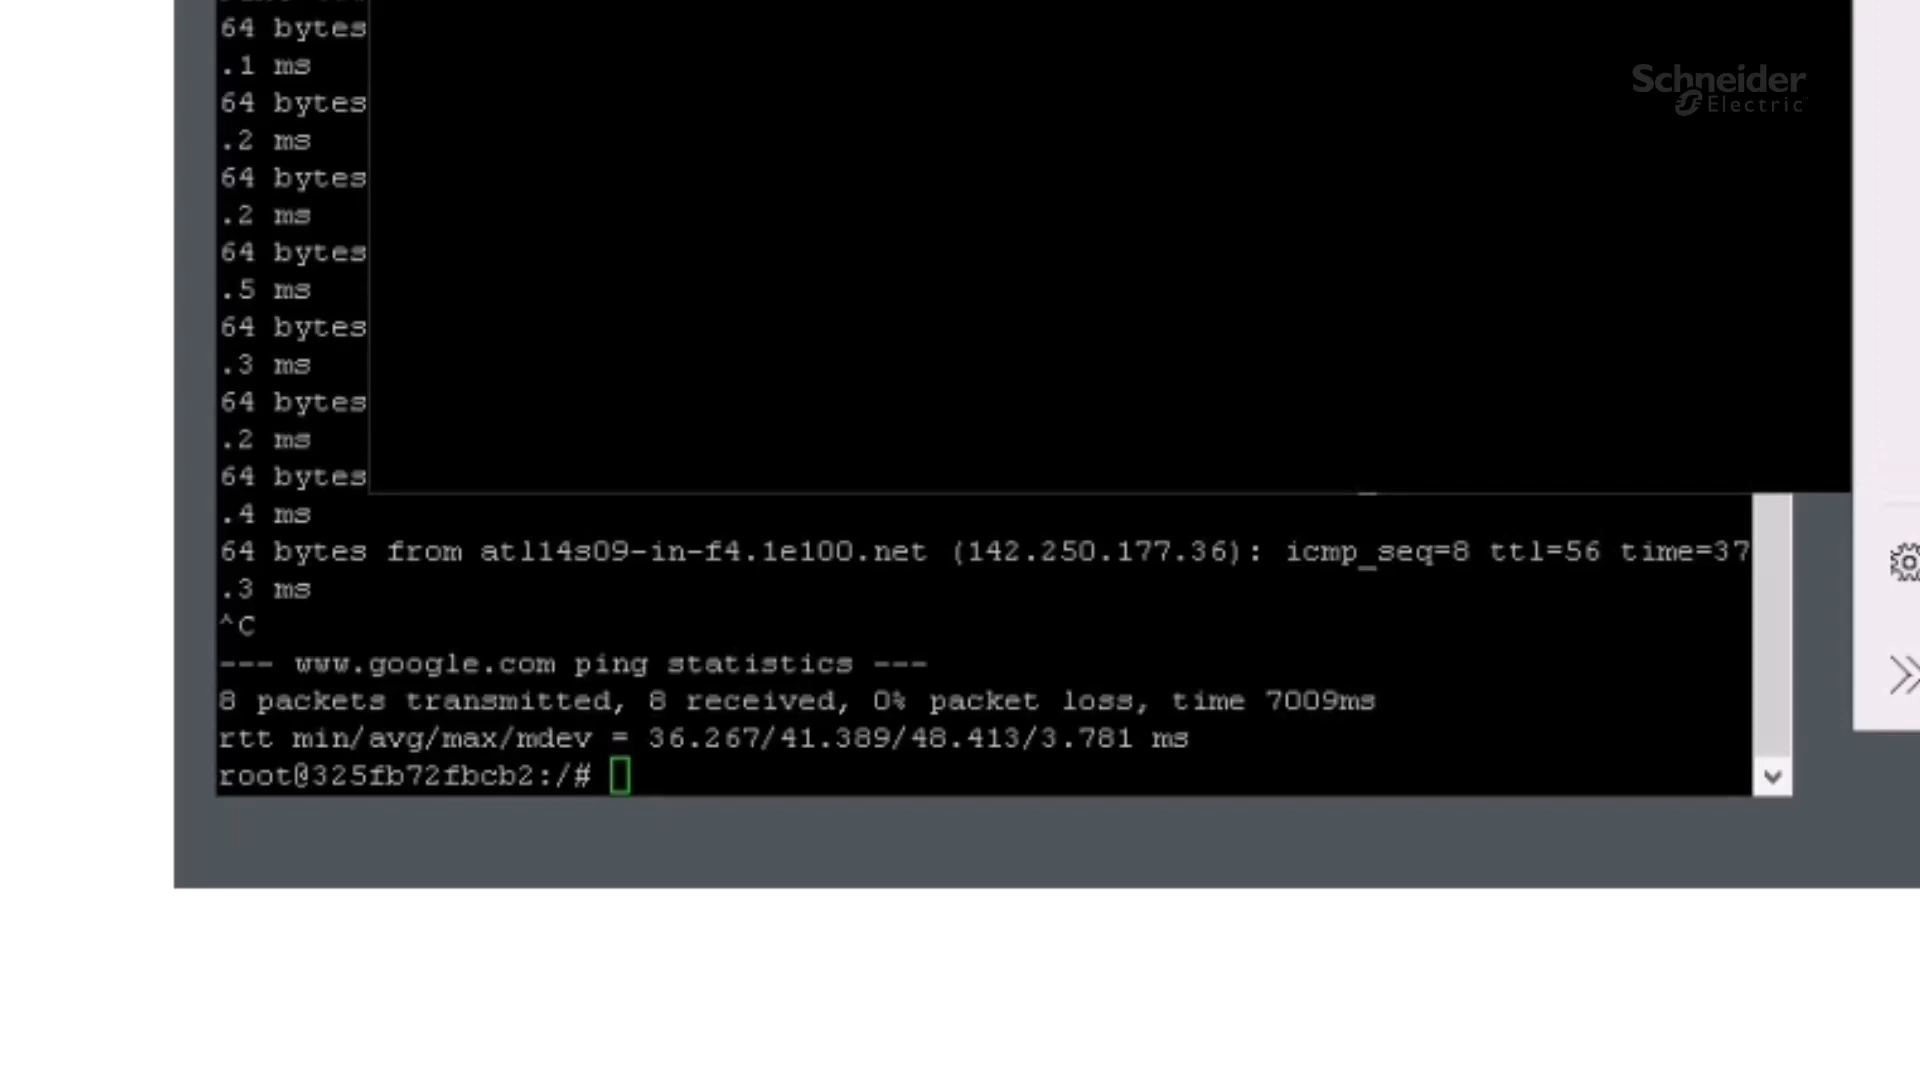 64 bytes
.1 ms
Schneider
Electric
64 bytes
.2 ms
64 bytes
.2 ms
64 bytes
.5 ms
64 bytes
.3 ms
64 bytes
.2 ms
64 bytes
.4 ms
64 bytes from atl14s09-in-f4.1e100.net (142.250.177.36): icmp_seq=8 ttl=56 time=37
.3 ms
^C
--- www.google.com ping statistics ---
8 packets transmitted, 8 received, 0% packet loss, time 7009ms
rtt min/avg/max/mdev = 36.267/41.389/48.413/3.781 ms
root@325fb72fbcb2:/#